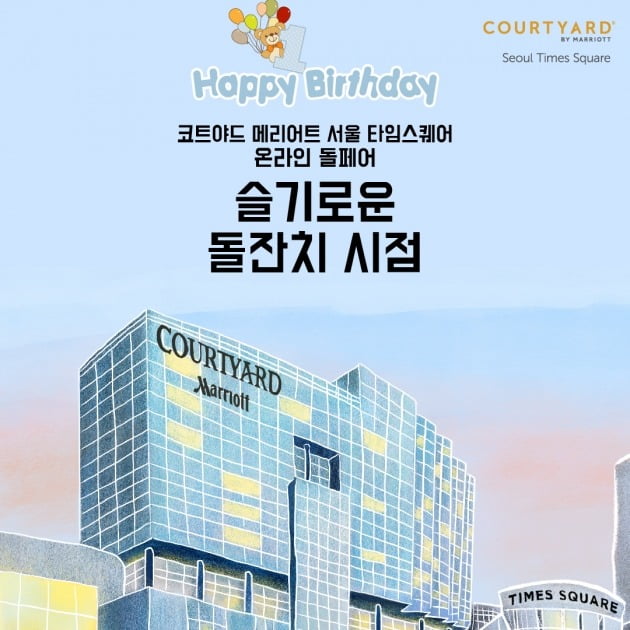 COURTYARD®
BY MARRIOTT
Seoul Times Square
1
Happy Birthday
코트야드 메리어트 서울 타임스퀘어
온라인 돌페어
슬기로운
돌잔치 시점
COURTYARD
Marriott
TIMES SQUARE